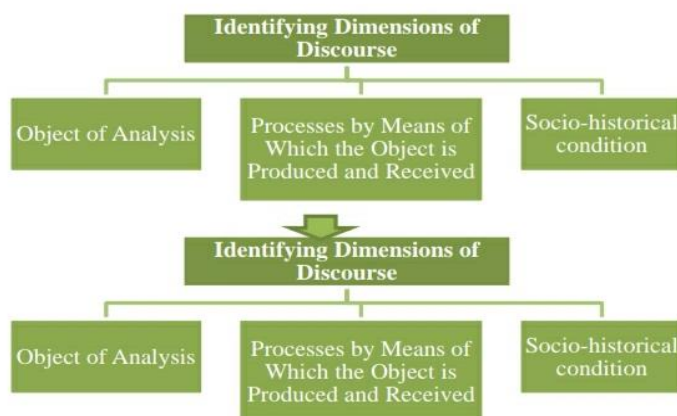 Identifying Dimensions of
Discourse
Object of Analysis
Processes by Means of
Which the Object is
Produced and Received
Socio-historical
condition
Identifying Dimensions of
Discourse
Object of Analysis
Processes by Means of
Which the Object is
Produced and Received
Socio-historical
condition